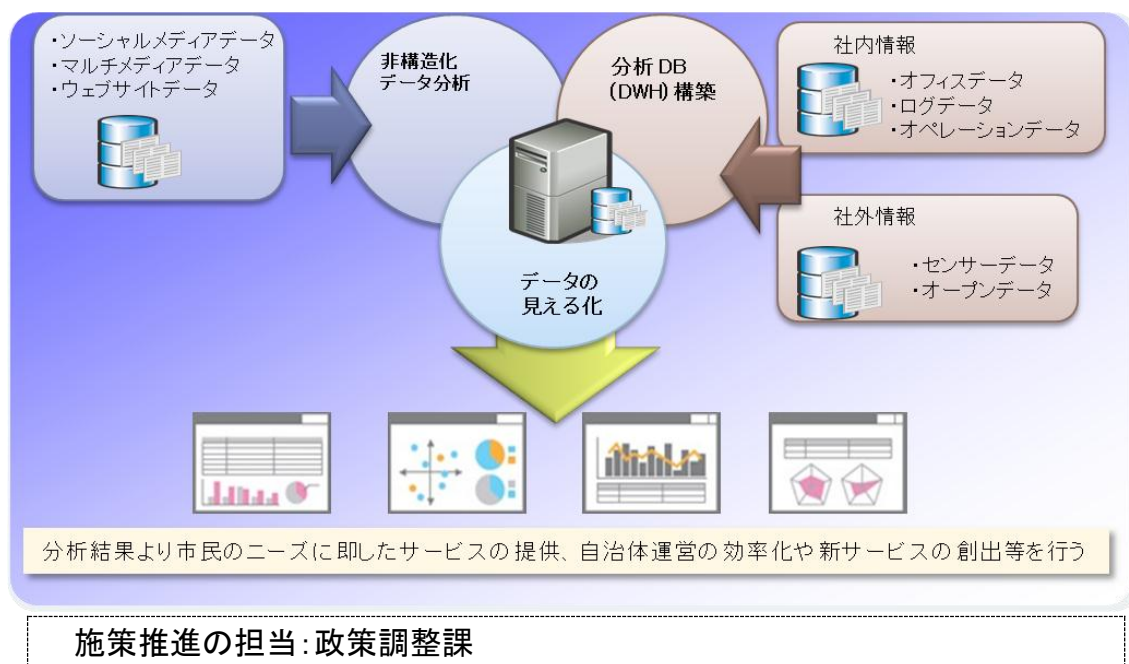 ・ソーシャルメディアデータ
・マルチメディアデータ
・ウェブサイトデータ
非構造化
データ分析
分析 DB
(DWH) 構築
データの
見える化
社内情報
・オフィスデータ
・ログデータ
・オペレーションデータ
社外情報
・センサーデータ
・オープンデータ
分析結果より市民のニーズに即したサービスの提供、自治体運営の効率化や新サービスの創出等を行う
施策推進の担当：政策調整課